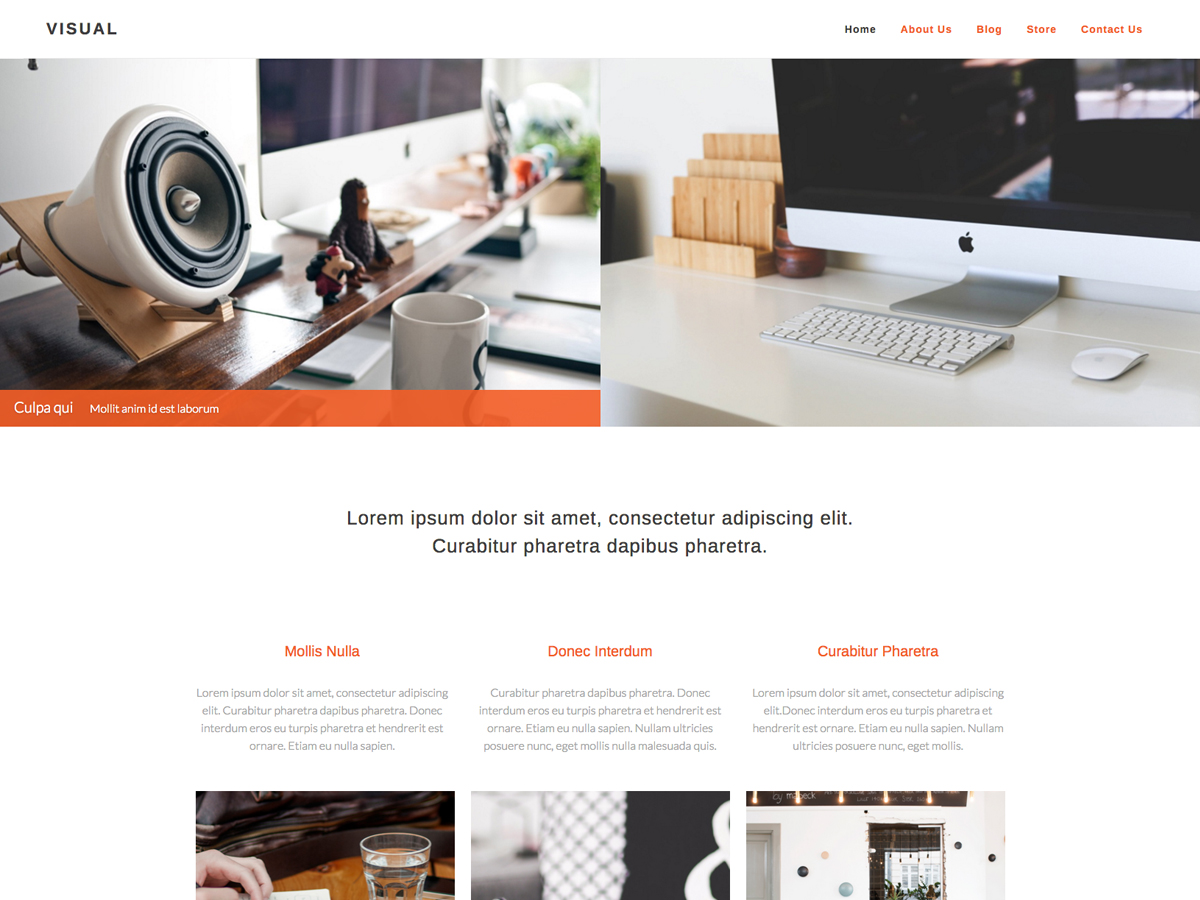 VISUAL
Home About Us Blog Store Contact Us
Culpa qui Mollit anim id est laborum
Lorem ipsum dolor sit amet, consectetur adipiscing elit.
Curabitur pharetra dapibus pharetra.
Mollis Nulla
Lorem ipsum dolor sit amet, consectetur adipiscing
elit. Curabitur pharetra dapibus pharetra. Donec
interdum eros eu turpis pharetra et hendrerit est
ornare. Etiam eu nulla sapien.
Donec Interdum
Curabitur pharetra dapibus pharetra. Donec
interdum eros eu turpis pharetra et hendrerit est
ornare. Etiam eu nulla sapien. Nullam ultricies
posuere nunc, eget mollis nulla malesuada quis.
Curabitur Pharetra
Lorem ipsum dolor sit amet, consectetur adipiscing
elit.Donec interdum eros eu turpis pharetra et
hendrerit est ornare. Etiam eu nulla sapien. Nullam
ultricies posuere nunc, eget mollis.
&